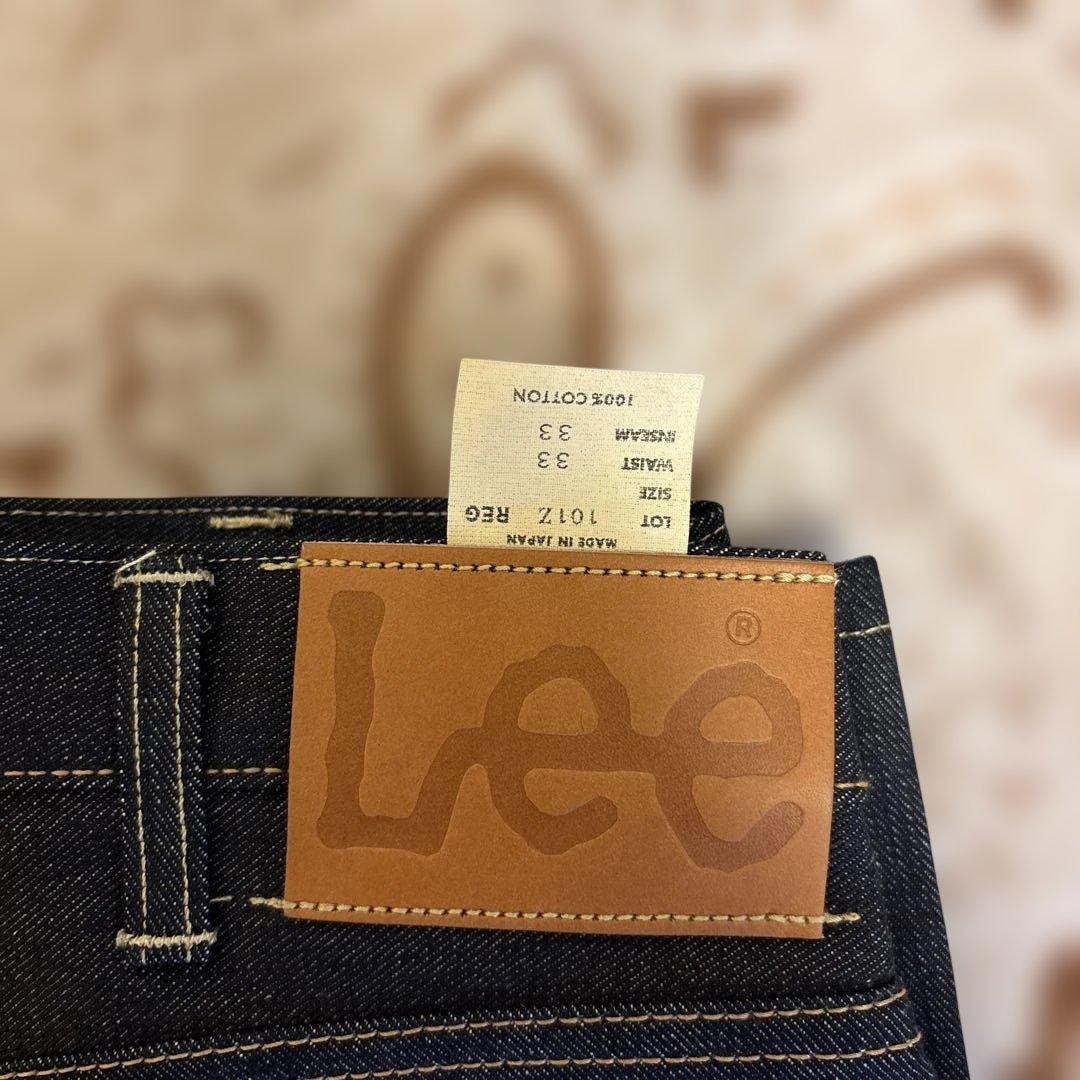 MADE IN JAPAN
LOT 101Z REG
SIZE
WAIST 33
INSEAM 33
100% COTTON
Lee ®